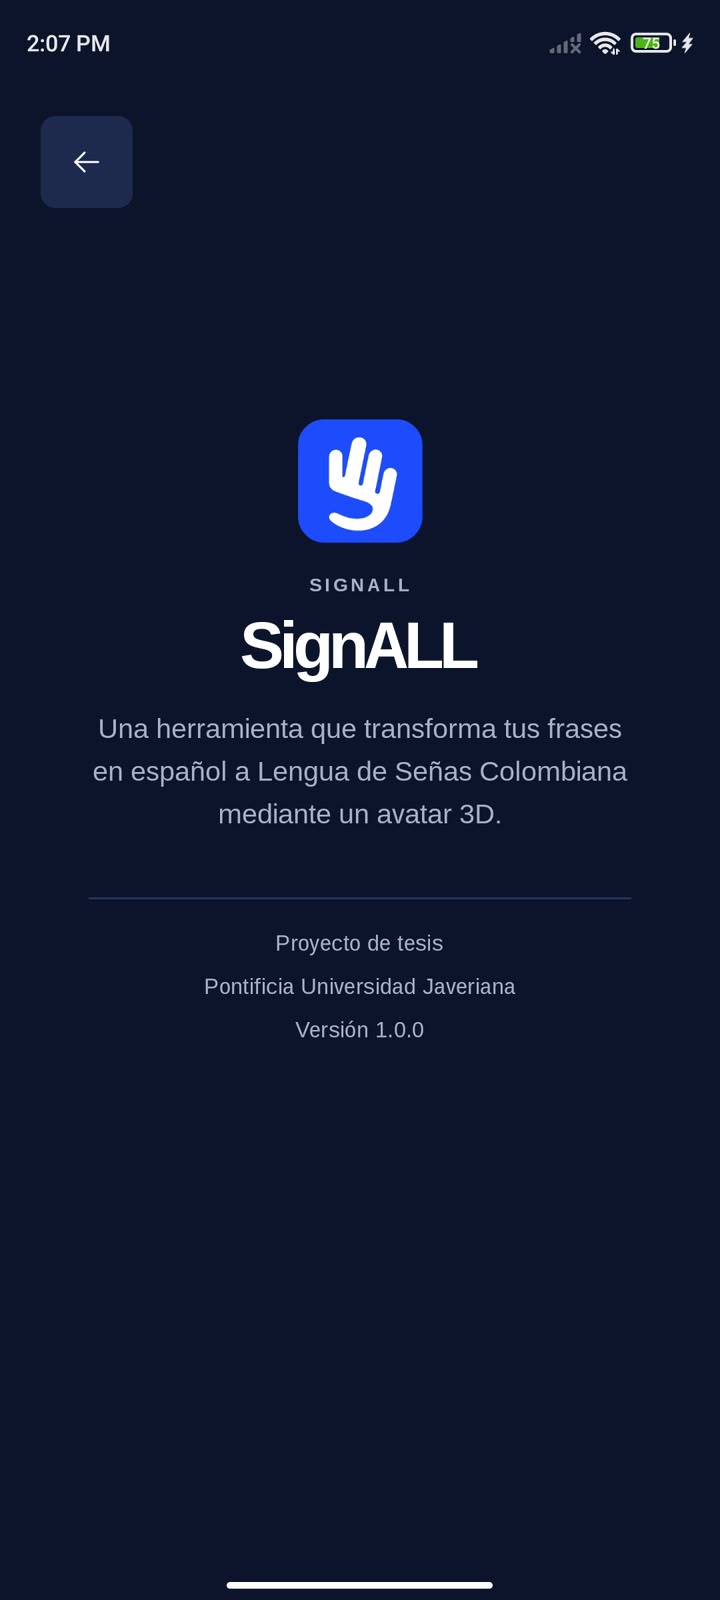 2:07 PM
75
SIGNALL
SignALL
Una herramienta que transforma tus frases
en español a Lengua de Señas Colombiana
mediante un avatar 3D.
Proyecto de tesis
Pontificia Universidad Javeriana
Versión 1.0.0